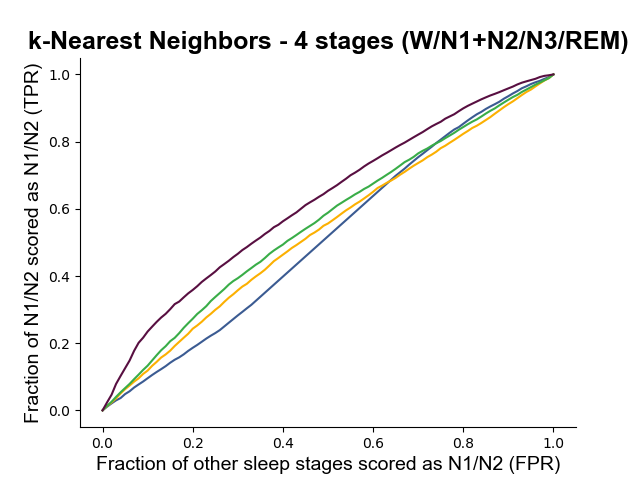 k-Nearest Neighbors - 4 stages (W/N1+N2/N3/REM)
Fraction of N1/N2 scored as N1/N2 (TPR)
1.0
0.8
0.6
0.4
0.2
0.0
0.0 0.2 0.4 0.6 0.8 1.0
Fraction of other sleep stages scored as N1/N2 (FPR)